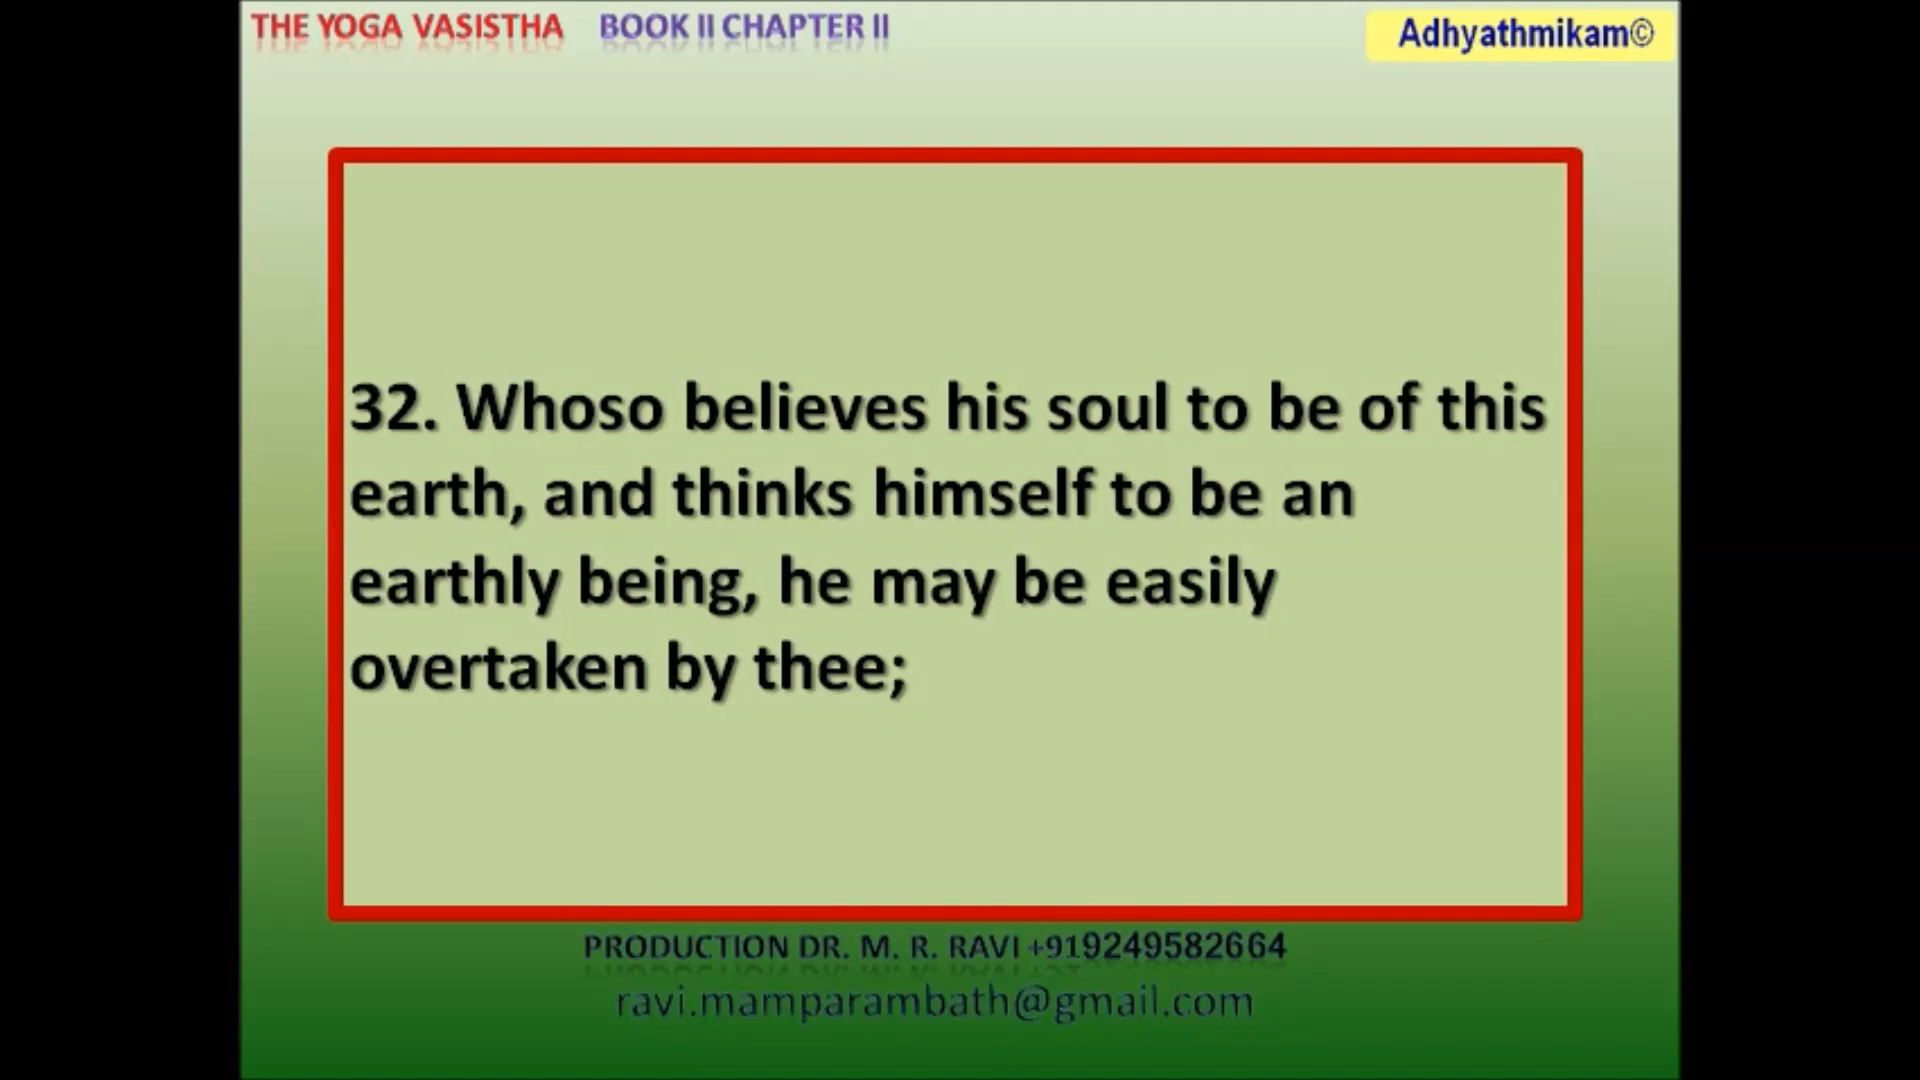 THE YOGA VASISTHA BOOK II CHAPTER II
Adhyathmikam©
32. Whoso believes his soul to be of this
earth, and thinks himself to be an
earthly being, he may be easily
overtaken by thee;
PRODUCTION DR. M. R. RAVI +919249582664
ravi.mamparambath@gmail.com